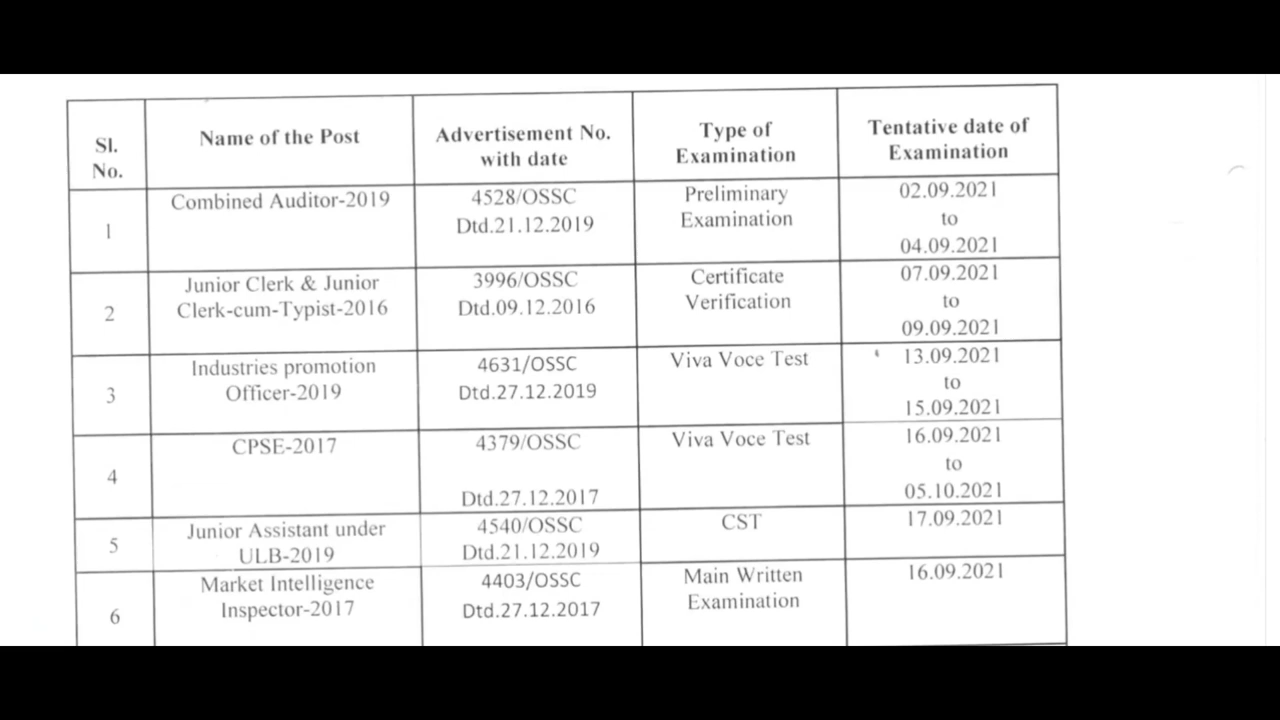 Sl.
No.
Name of the Post
Advertisement No.
with date
Type of
Examination
Tentative date of
Examination
1
Combined Auditor-2019
4528/OSSC
Dtd.21.12.2019
Preliminary
Examination
02.09.2021
to
04.09.2021
2
Junior Clerk & Junior
Clerk-cum-Typist-2016
3996/OSSC
Dtd.09.12.2016
Certificate
Verification
07.09.2021
to
09.09.2021
3
Industries promotion
Officer-2019
4631/OSSC
Dtd.27.12.2019
Viva Voce Test
13.09.2021
to
15.09.2021
4
CPSE-2017
4379/OSSC
Dtd.27.12.2017
Viva Voce Test
16.09.2021
to
05.10.2021
5
Junior Assistant under
ULB-2019
4540/OSSC
Dtd.21.12.2019
CST
17.09.2021
6
Market Intelligence
Inspector-2017
4403/OSSC
Dtd.27.12.2017
Main Written
Examination
16.09.2021